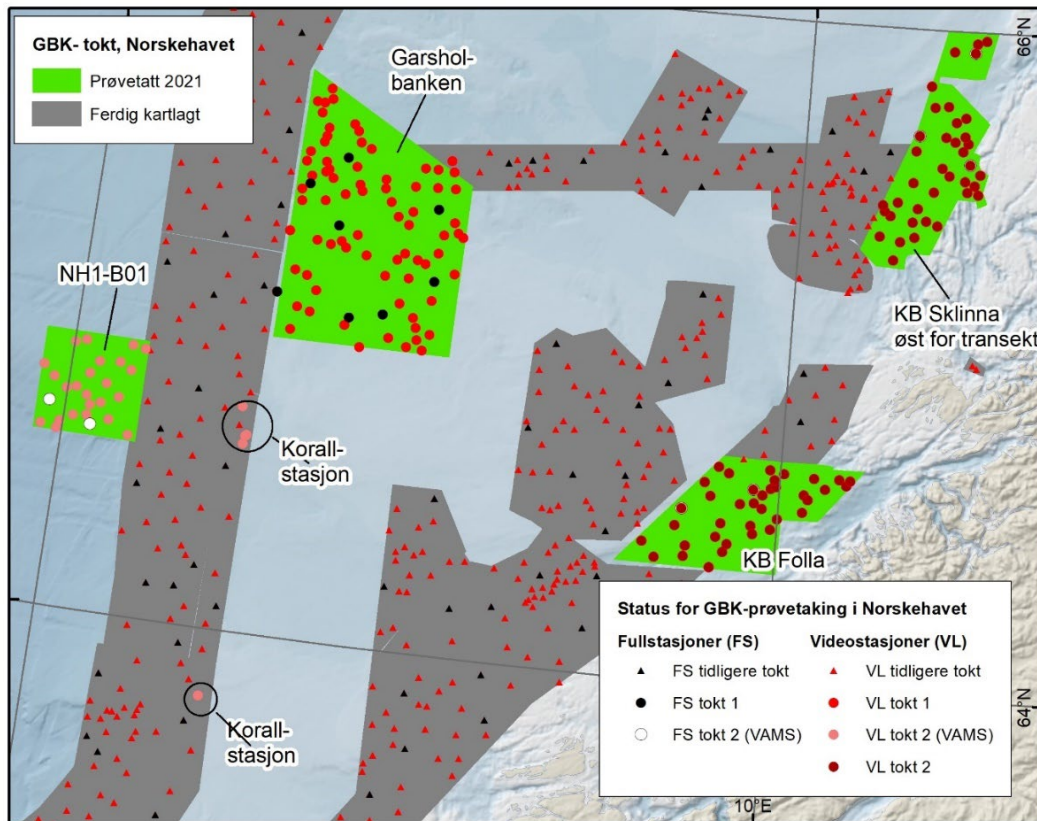 GBK- tokt, Norskehavet
Prøvetatt 2021
Ferdig kartlagt
Garshol-
banken
66°N
NH1-B01
KB Sklinna
øst for transekt
Korall-
stasjon
KB Folla
Korall-
stasjon
Status for GBK-prøvetaking i Norskehavet
Fullstasjoner (FS)
Videostasjoner (VL)
FS tidligere tokt
VL tidligere tokt
FS tokt 1
VL tokt 1
FS tokt 2 (VAMS)
VL tokt 2 (VAMS)
VL tokt 2
64°N
10°E